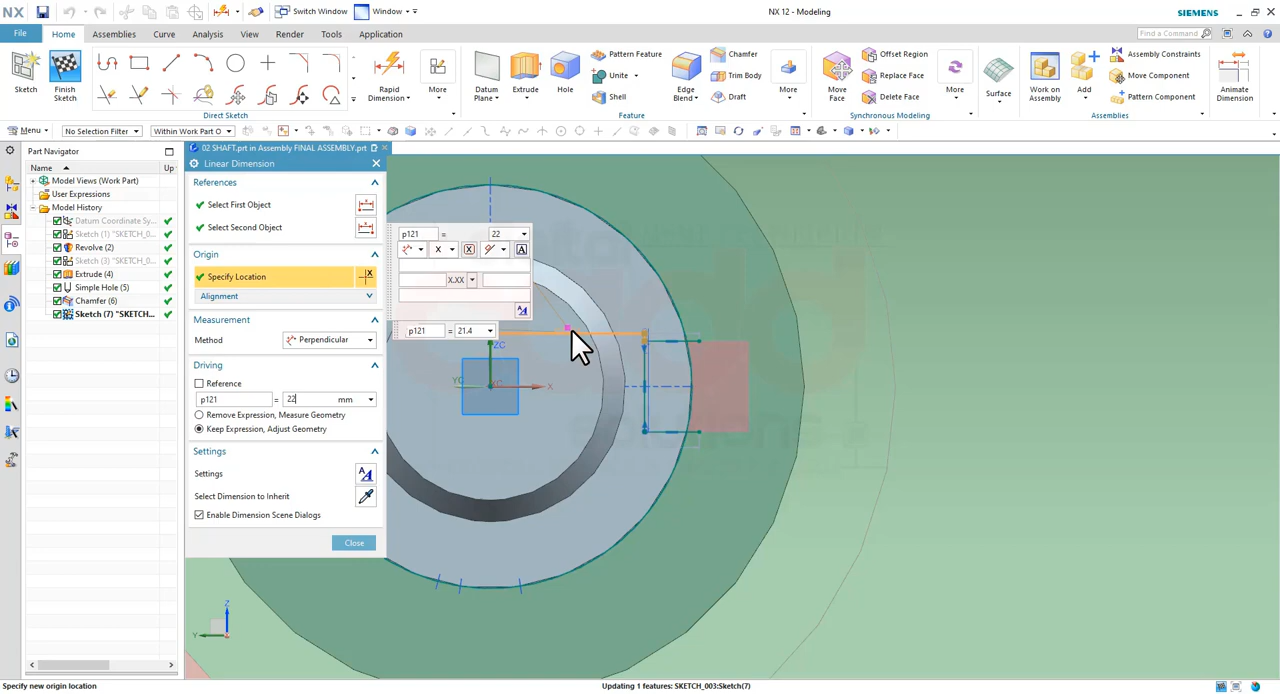 NX
Switch Window
Window
NX 12 - Modeling
SIEMENS
File
Home
Assemblies
Curve
Analysis
View
Render
Tools
Application
Find a Command
Sketch
Finish Sketch
Rapid Dimension
More
Datum Plane
Extrude
Hole
Pattern Feature
Unite
Shell
Edge Blend
Chamfer
Trim Body
Draft
More
Move Face
Offset Region
Replace Face
Delete Face
More
Surface
Work on Assembly
Add
Assembly Constraints
Move Component
Pattern Component
Animate Dimension
Direct Sketch
Feature
Synchronous Modeling
Assemblies
Menu
No Selection Filter
Within Work Part O
Part Navigator
Name
Up
Model Views (Work Part)
User Expressions
Model History
Datum Coordinate Sy...
Sketch (1) "SKETCH_0...
Revolve (2)
Sketch (3) "SKETCH_0...
Extrude (4)
Simple Hole (5)
Chamfer (6)
Sketch (7) "SKETCH...
02 SHAFT.prt in Assembly FINAL ASSEMBLY.prt
Linear Dimension
References
Select First Object
Select Second Object
Origin
Specify Location
Alignment
Measurement
Method
Perpendicular
Driving
Reference
p121 = 22 mm
Remove Expression, Measure Geometry
Keep Expression, Adjust Geometry
Settings
Settings
Select Dimension to Inherit
Enable Dimension Scene Dialogs
Close
p121 = 22
X
X.XX
p121 = 21.4
ZC
YC
X
Z
Y
Specify new origin location
Updating 1 features: SKETCH_003:Sketch(7)